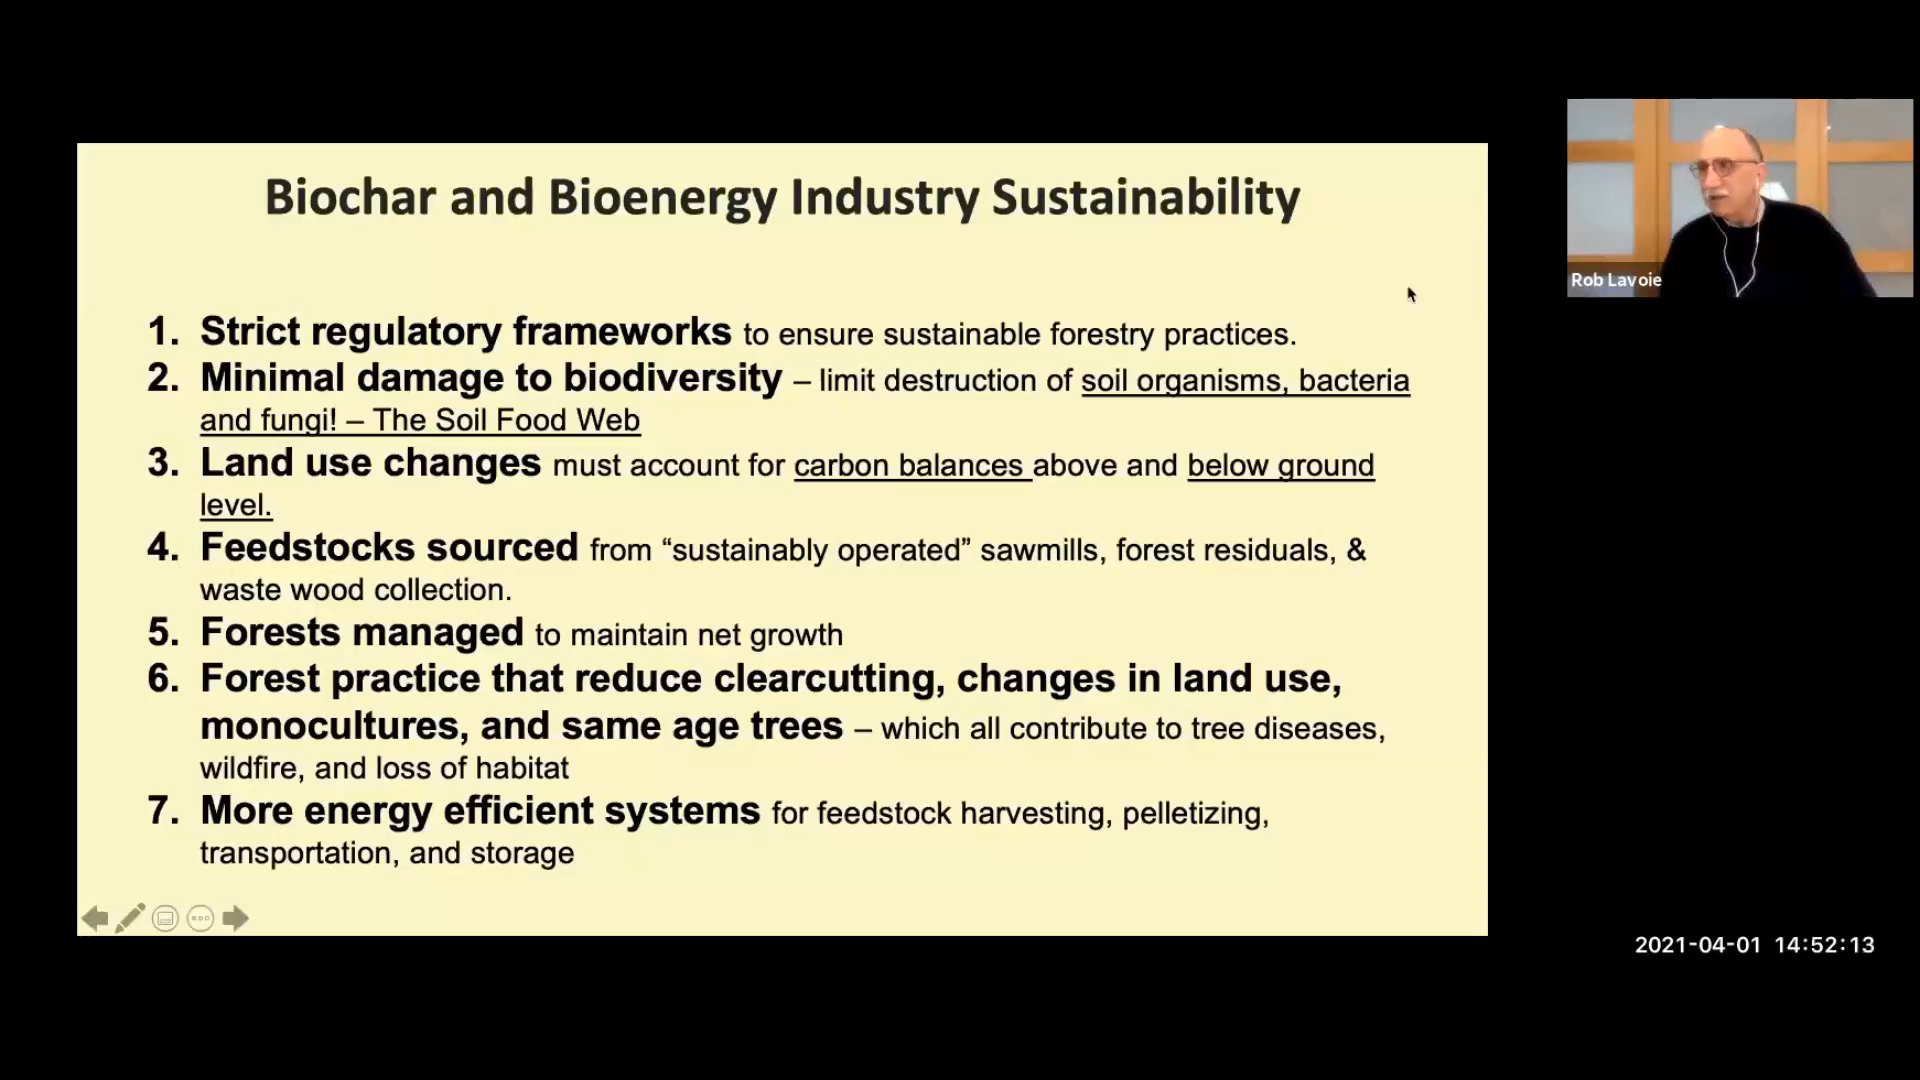 Biochar and Bioenergy Industry Sustainability
Rob Lavoie
1. Strict regulatory frameworks to ensure sustainable forestry practices.
2. Minimal damage to biodiversity – limit destruction of soil organisms, bacteria
and fungi! – The Soil Food Web
3. Land use changes must account for carbon balances above and below ground
level.
4. Feedstocks sourced from “sustainably operated” sawmills, forest residuals, &
waste wood collection.
5. Forests managed to maintain net growth
6. Forest practice that reduce clearcutting, changes in land use,
monocultures, and same age trees – which all contribute to tree diseases,
wildfire, and loss of habitat
7. More energy efficient systems for feedstock harvesting, pelletizing,
transportation, and storage
2021-04-01 14:52:13